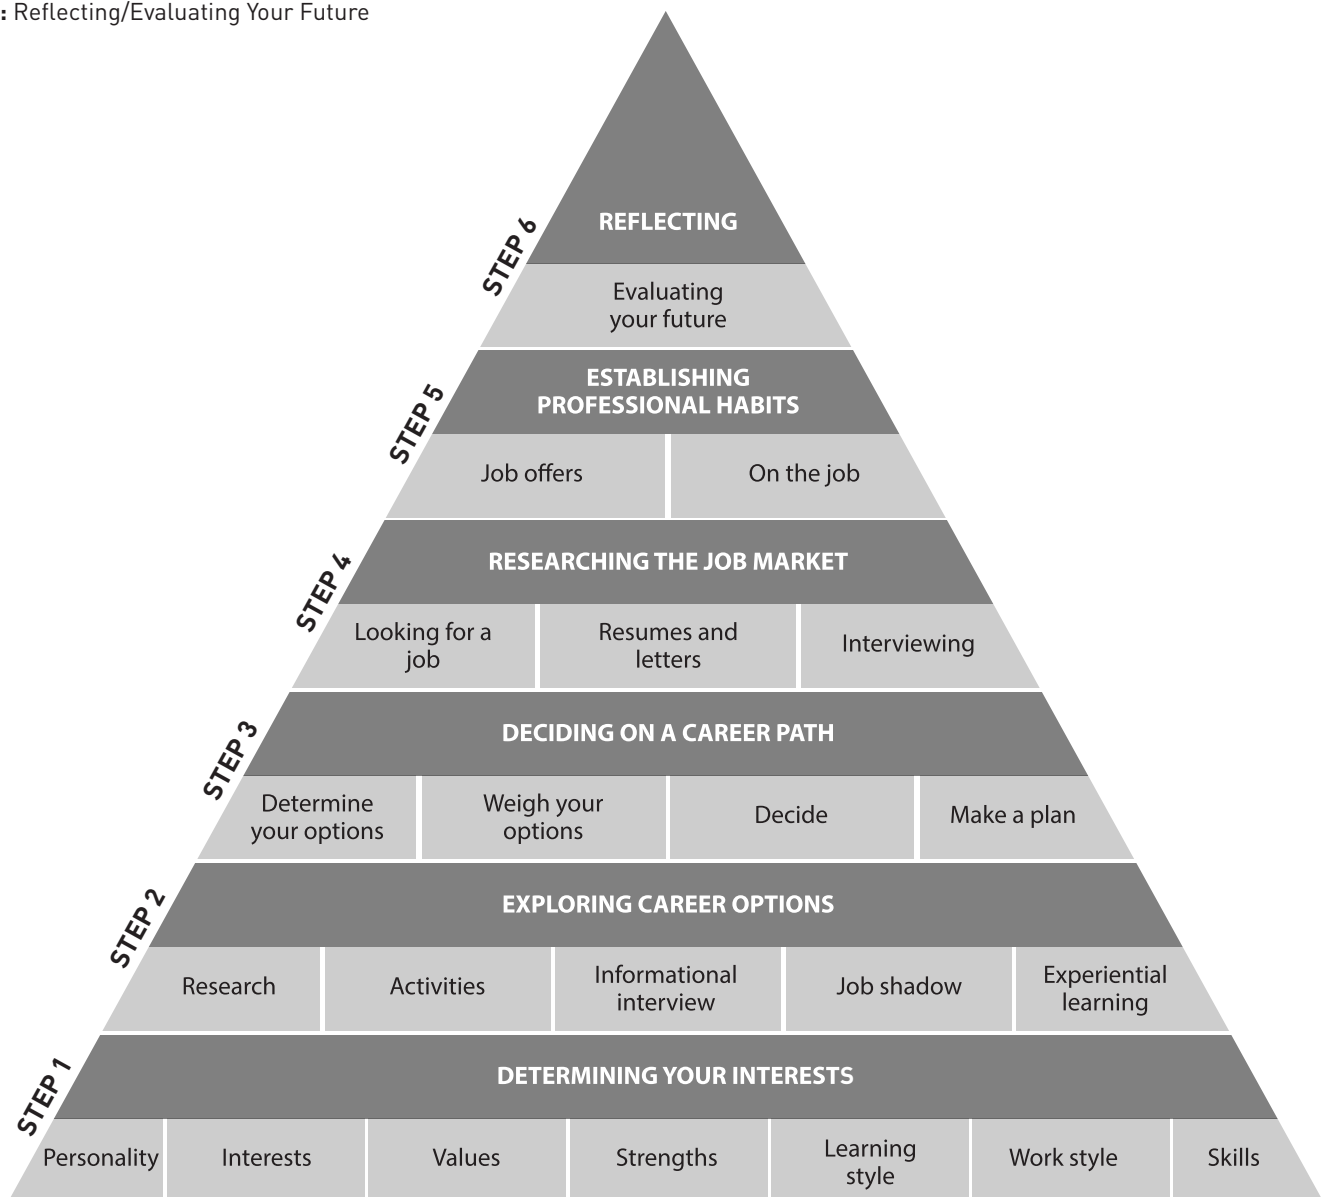 : Reflecting/Evaluating Your Future
STEP 6
REFLECTING
Evaluating
your future
STEP 5
ESTABLISHING
PROFESSIONAL HABITS
Job offers
On the job
STEP 4
RESEARCHING THE JOB MARKET
Looking for a
job
Resumes and
letters
Interviewing
STEP 3
DECIDING ON A CAREER PATH
Determine
your options
Weigh your
options
Decide
Make a plan
STEP 2
EXPLORING CAREER OPTIONS
Research
Activities
Informational
interview
Job shadow
Experiential
learning
STEP 1
DETERMINING YOUR INTERESTS
Personality
Interests
Values
Strengths
Learning
style
Work style
Skills